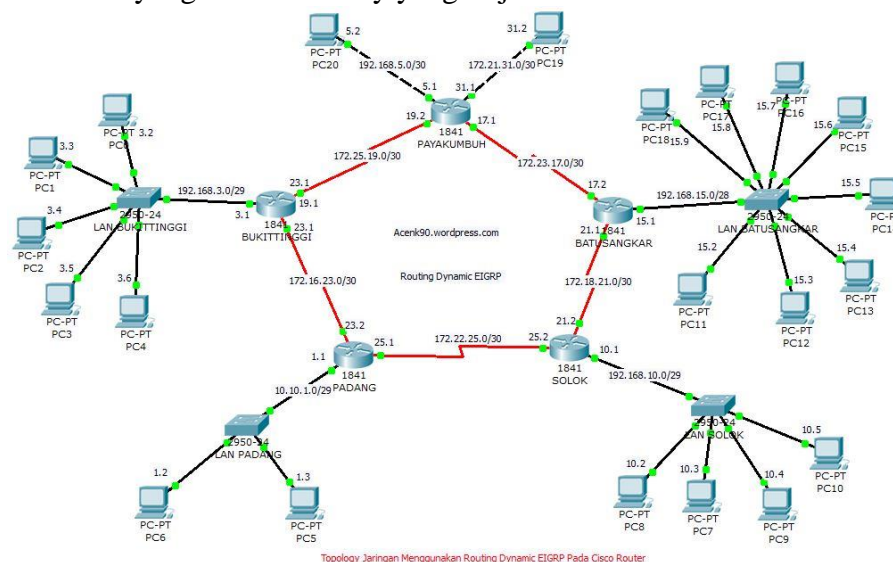 5.2
PC-PT
PC20
192.168.5.0/30
31.2
PC-PT
PC19
172.21.31.0/30
5.1
31.1
19.2
17.1
1841
PAYAKUMBUH
172.25.19.0/30
172.23.17.0/30
3.2
PC-PT
3.3
PC-PT
PC1
3.4
PC-PT
PC2
3.5
PC-PT
PC3
3.6
PC-PT
PC4
2950-24
LAN BUKITTINGGI
192.168.3.0/29
3.1
23.1
19.1
23.1
BUKITTINGGI
Acenk90.wordpress.com
Routing Dynamic EIGRP
17.2
15.1
21.1
1841
BATUSANGKAR
192.168.15.0/28
2950-24
LAN BATUSANGKAR
PC-PT
PC18
15.9
PC-PT
PC17
15.8
PC-PT
PC16
15.7
15.6
PC-PT
PC15
15.5
PC-PT
15.4
PC-PT
PC13
15.3
PC-PT
PC12
15.2
PC-PT
PC11
172.16.23.0/30
172.18.21.0/30
23.2
25.1
1.1
1841
PADANG
172.22.25.0/30
21.2
25.2
10.1
1841
SOLOK
10.10.1.0/29
192.168.10.0/29
2950-24
LAN PADANG
1.2
PC-PT
PC6
1.3
PC-PT
PC5
2950-24
LAN SOLOK
10.2
PC-PT
PC8
10.3
PC-PT
PC7
10.4
PC-PT
PC9
10.5
PC-PT
PC10
Topology Jaringan Menggunakan Routing Dynamic EIGRP Pada Cisco Router